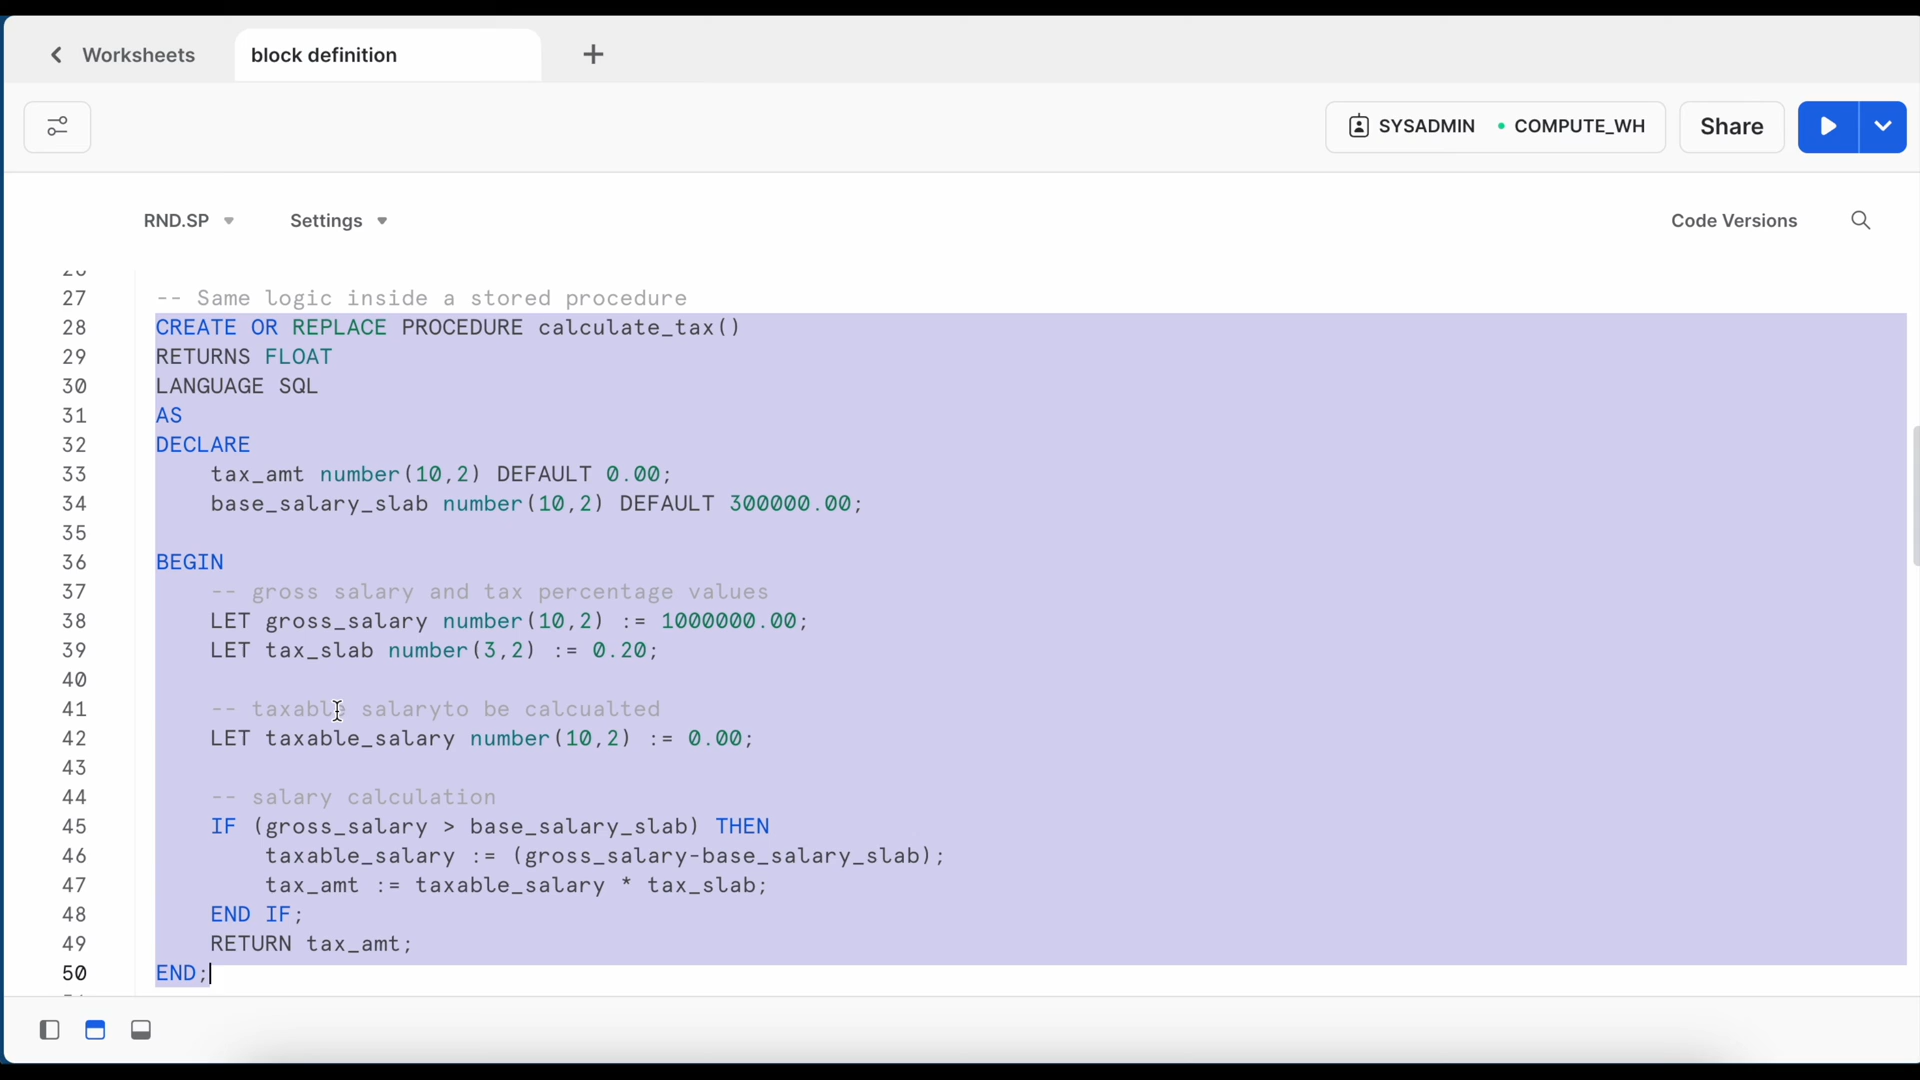 Worksheets
block definition
+
SYSADMIN
COMPUTE_WH
Share
RND.SP
Settings
Code Versions
27 -- Same logic inside a stored procedure
28 CREATE OR REPLACE PROCEDURE calculate_tax()
29 RETURNS FLOAT
30 LANGUAGE SQL
31 AS
32 DECLARE
33 tax_amt number(10,2) DEFAULT 0.00;
34 base_salary_slab number(10,2) DEFAULT 300000.00;
35
36 BEGIN
37 -- gross salary and tax percentage values
38 LET gross_salary number(10,2) := 1000000.00;
39 LET tax_slab number(3,2) := 0.20;
40
41 -- taxable salaryto be calcualted
42 LET taxable_salary number(10,2) := 0.00;
43
44 -- salary calculation
45 IF (gross_salary > base_salary_slab) THEN
46 taxable_salary := (gross_salary-base_salary_slab);
47 tax_amt := taxable_salary * tax_slab;
48 END IF;
49 RETURN tax_amt;
50 END;